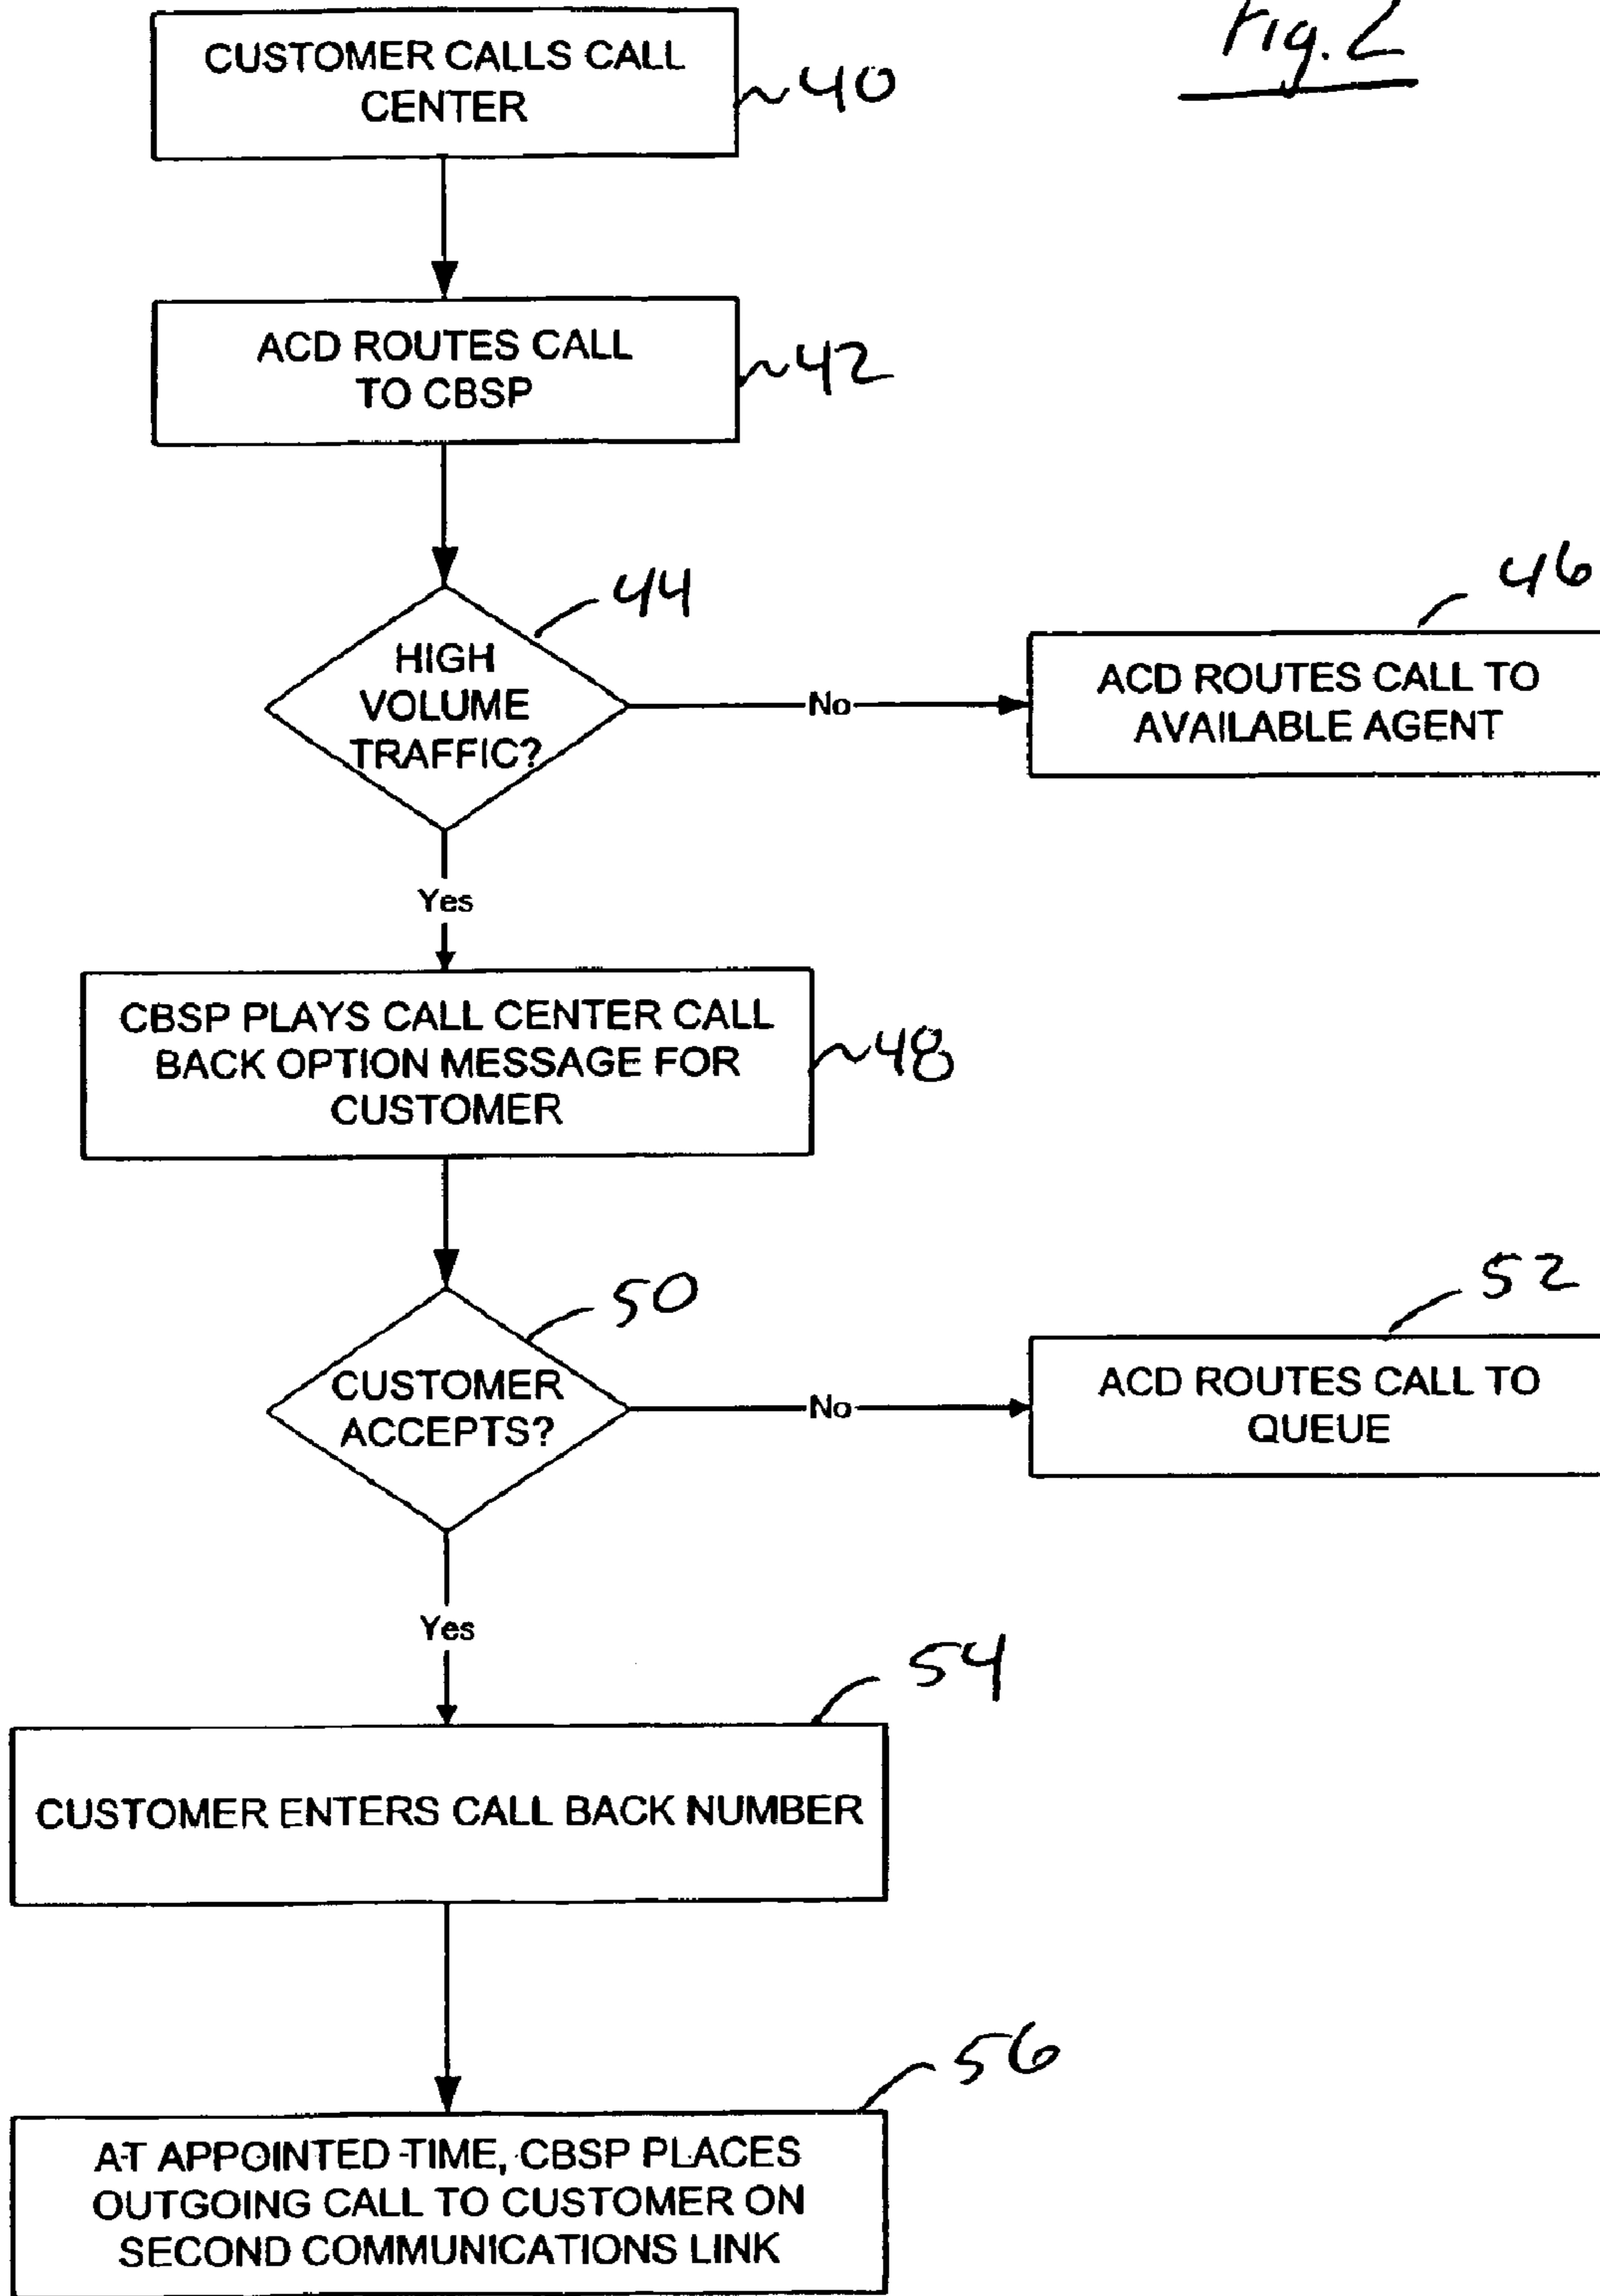 Fig. 2
CUSTOMER CALLS CALL
CENTER
40
ACD ROUTES CALL
TO CBSP
42
44
HIGH
VOLUME
TRAFFIC?
No
46
ACD ROUTES CALL TO
AVAILABLE AGENT
Yes
CBSP PLAYS CALL CENTER CALL
BACK OPTION MESSAGE FOR
CUSTOMER
48
50
CUSTOMER
ACCEPTS?
No
52
ACD ROUTES CALL TO
QUEUE
Yes
54
CUSTOMER ENTERS CALL BACK NUMBER
56
AT APPOINTED TIME, CBSP PLACES
OUTGOING CALL TO CUSTOMER ON
SECOND COMMUNICATIONS LINK